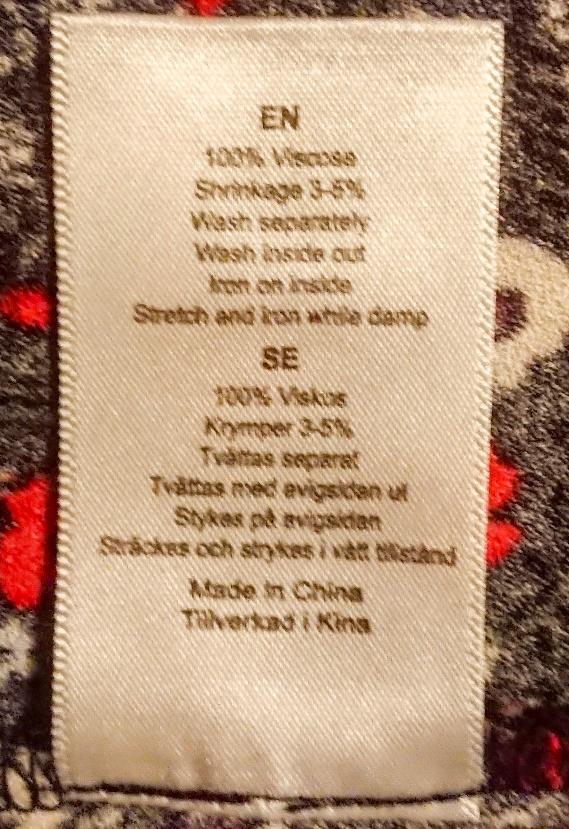 EN
100% Viscose
Shrinkage 3-5%
Wash separately
Wash inside out
Iron on inside
Stretch and iron while damp
SE
100% Viskos
Krymper 3-5%
Tvättas separat
Tvättas med avigsidan ut
Stykes på avigsidan
Sträckes och strykes i vått tillstånd
Made in China
Tillverkad i Kina